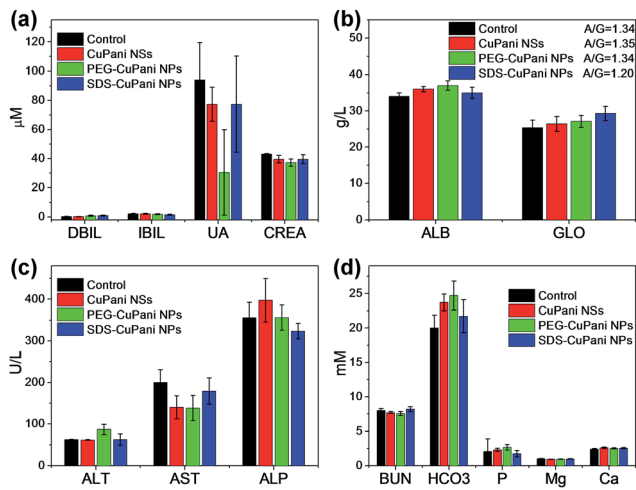 (a)
Control
CuPani NSs
PEG-CuPani NPs
SDS-CuPani NPs
120
100
80
60
40
20
0
μM
DBIL IBIL UA CREA
(b)
Control A/G=1.34
CuPani NSs A/G=1.35
PEG-CuPani NPs A/G=1.34
SDS-CuPani NPs A/G=1.20
50
40
30
20
10
0
g/L
ALB GLO
(c)
Control
CuPani NSs
PEG-CuPani NPs
SDS-CuPani NPs
400
300
200
100
0
U/L
ALT AST ALP
(d)
Control
CuPani NSs
PEG-CuPani NPs
SDS-CuPani NPs
25
20
15
10
5
0
mM
BUN HCO3 P Mg Ca